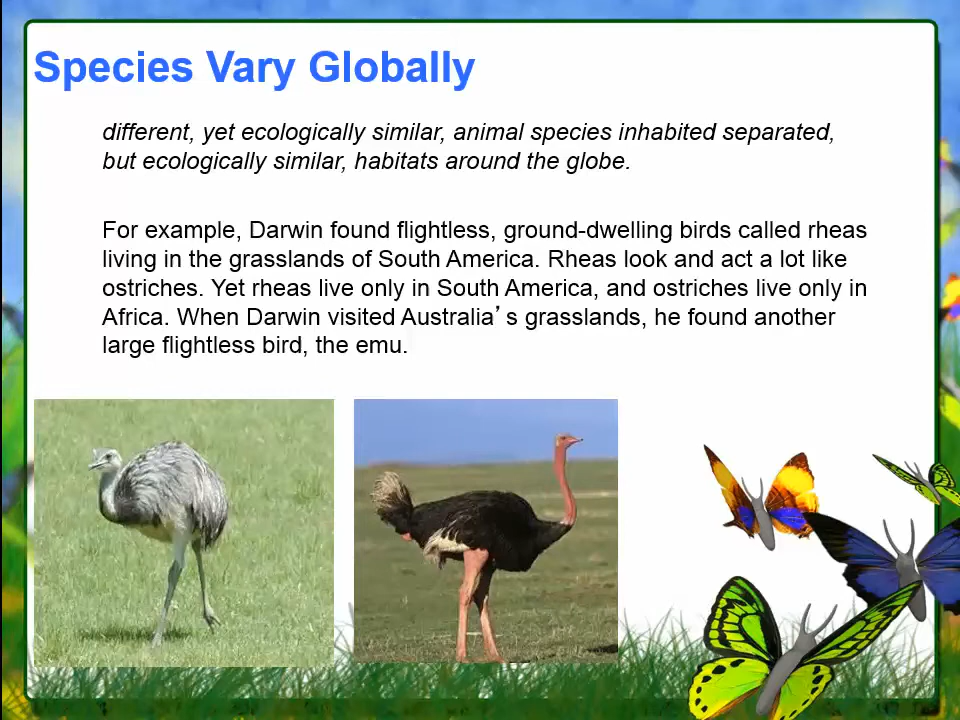 Species Vary Globally
different, yet ecologically similar, animal species inhabited separated,
but ecologically similar, habitats around the globe.
For example, Darwin found flightless, ground-dwelling birds called rheas
living in the grasslands of South America. Rheas look and act a lot like
ostriches. Yet rheas live only in South America, and ostriches live only in
Africa. When Darwin visited Australia’s grasslands, he found another
large flightless bird, the emu.